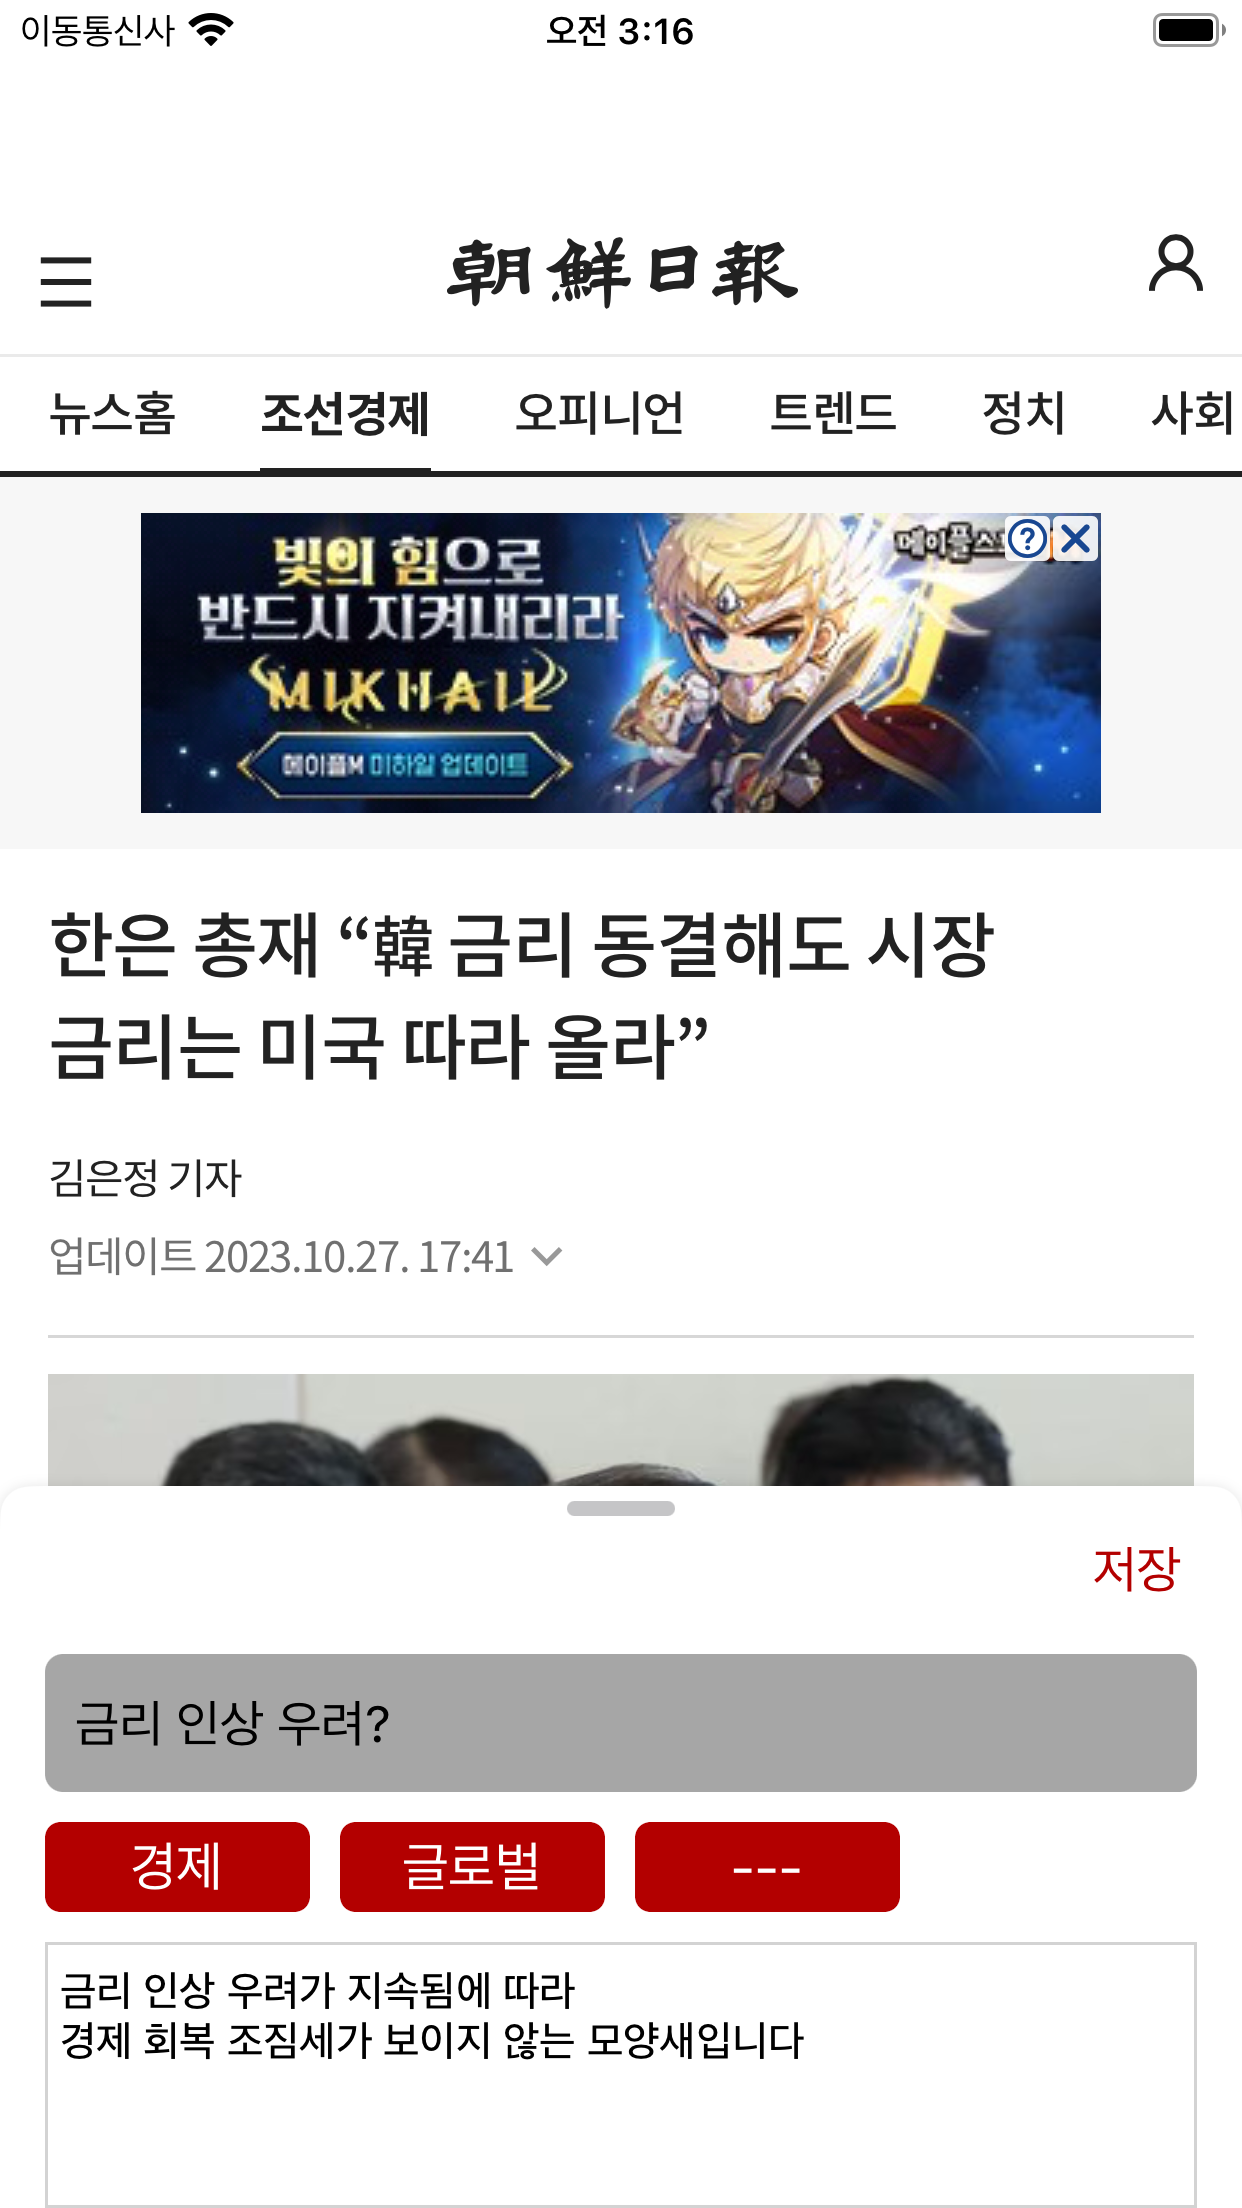 이동통신사
오전 3:16
朝鮮日報
뉴스홈 조선경제 오피니언 트렌드 정치 사회
빛의 힘으로
반드시 지켜내리라
MIKHAIL
메이플M 미하일 업데이트
한은 총재 “韓 금리 동결해도 시장
금리는 미국 따라 올라”
김은정 기자
업데이트 2023.10.27. 17:41
저장
금리 인상 우려?
경제 글로벌 ---
금리 인상 우려가 지속됨에 따라
경제 회복 조짐세가 보이지 않는 모양새입니다